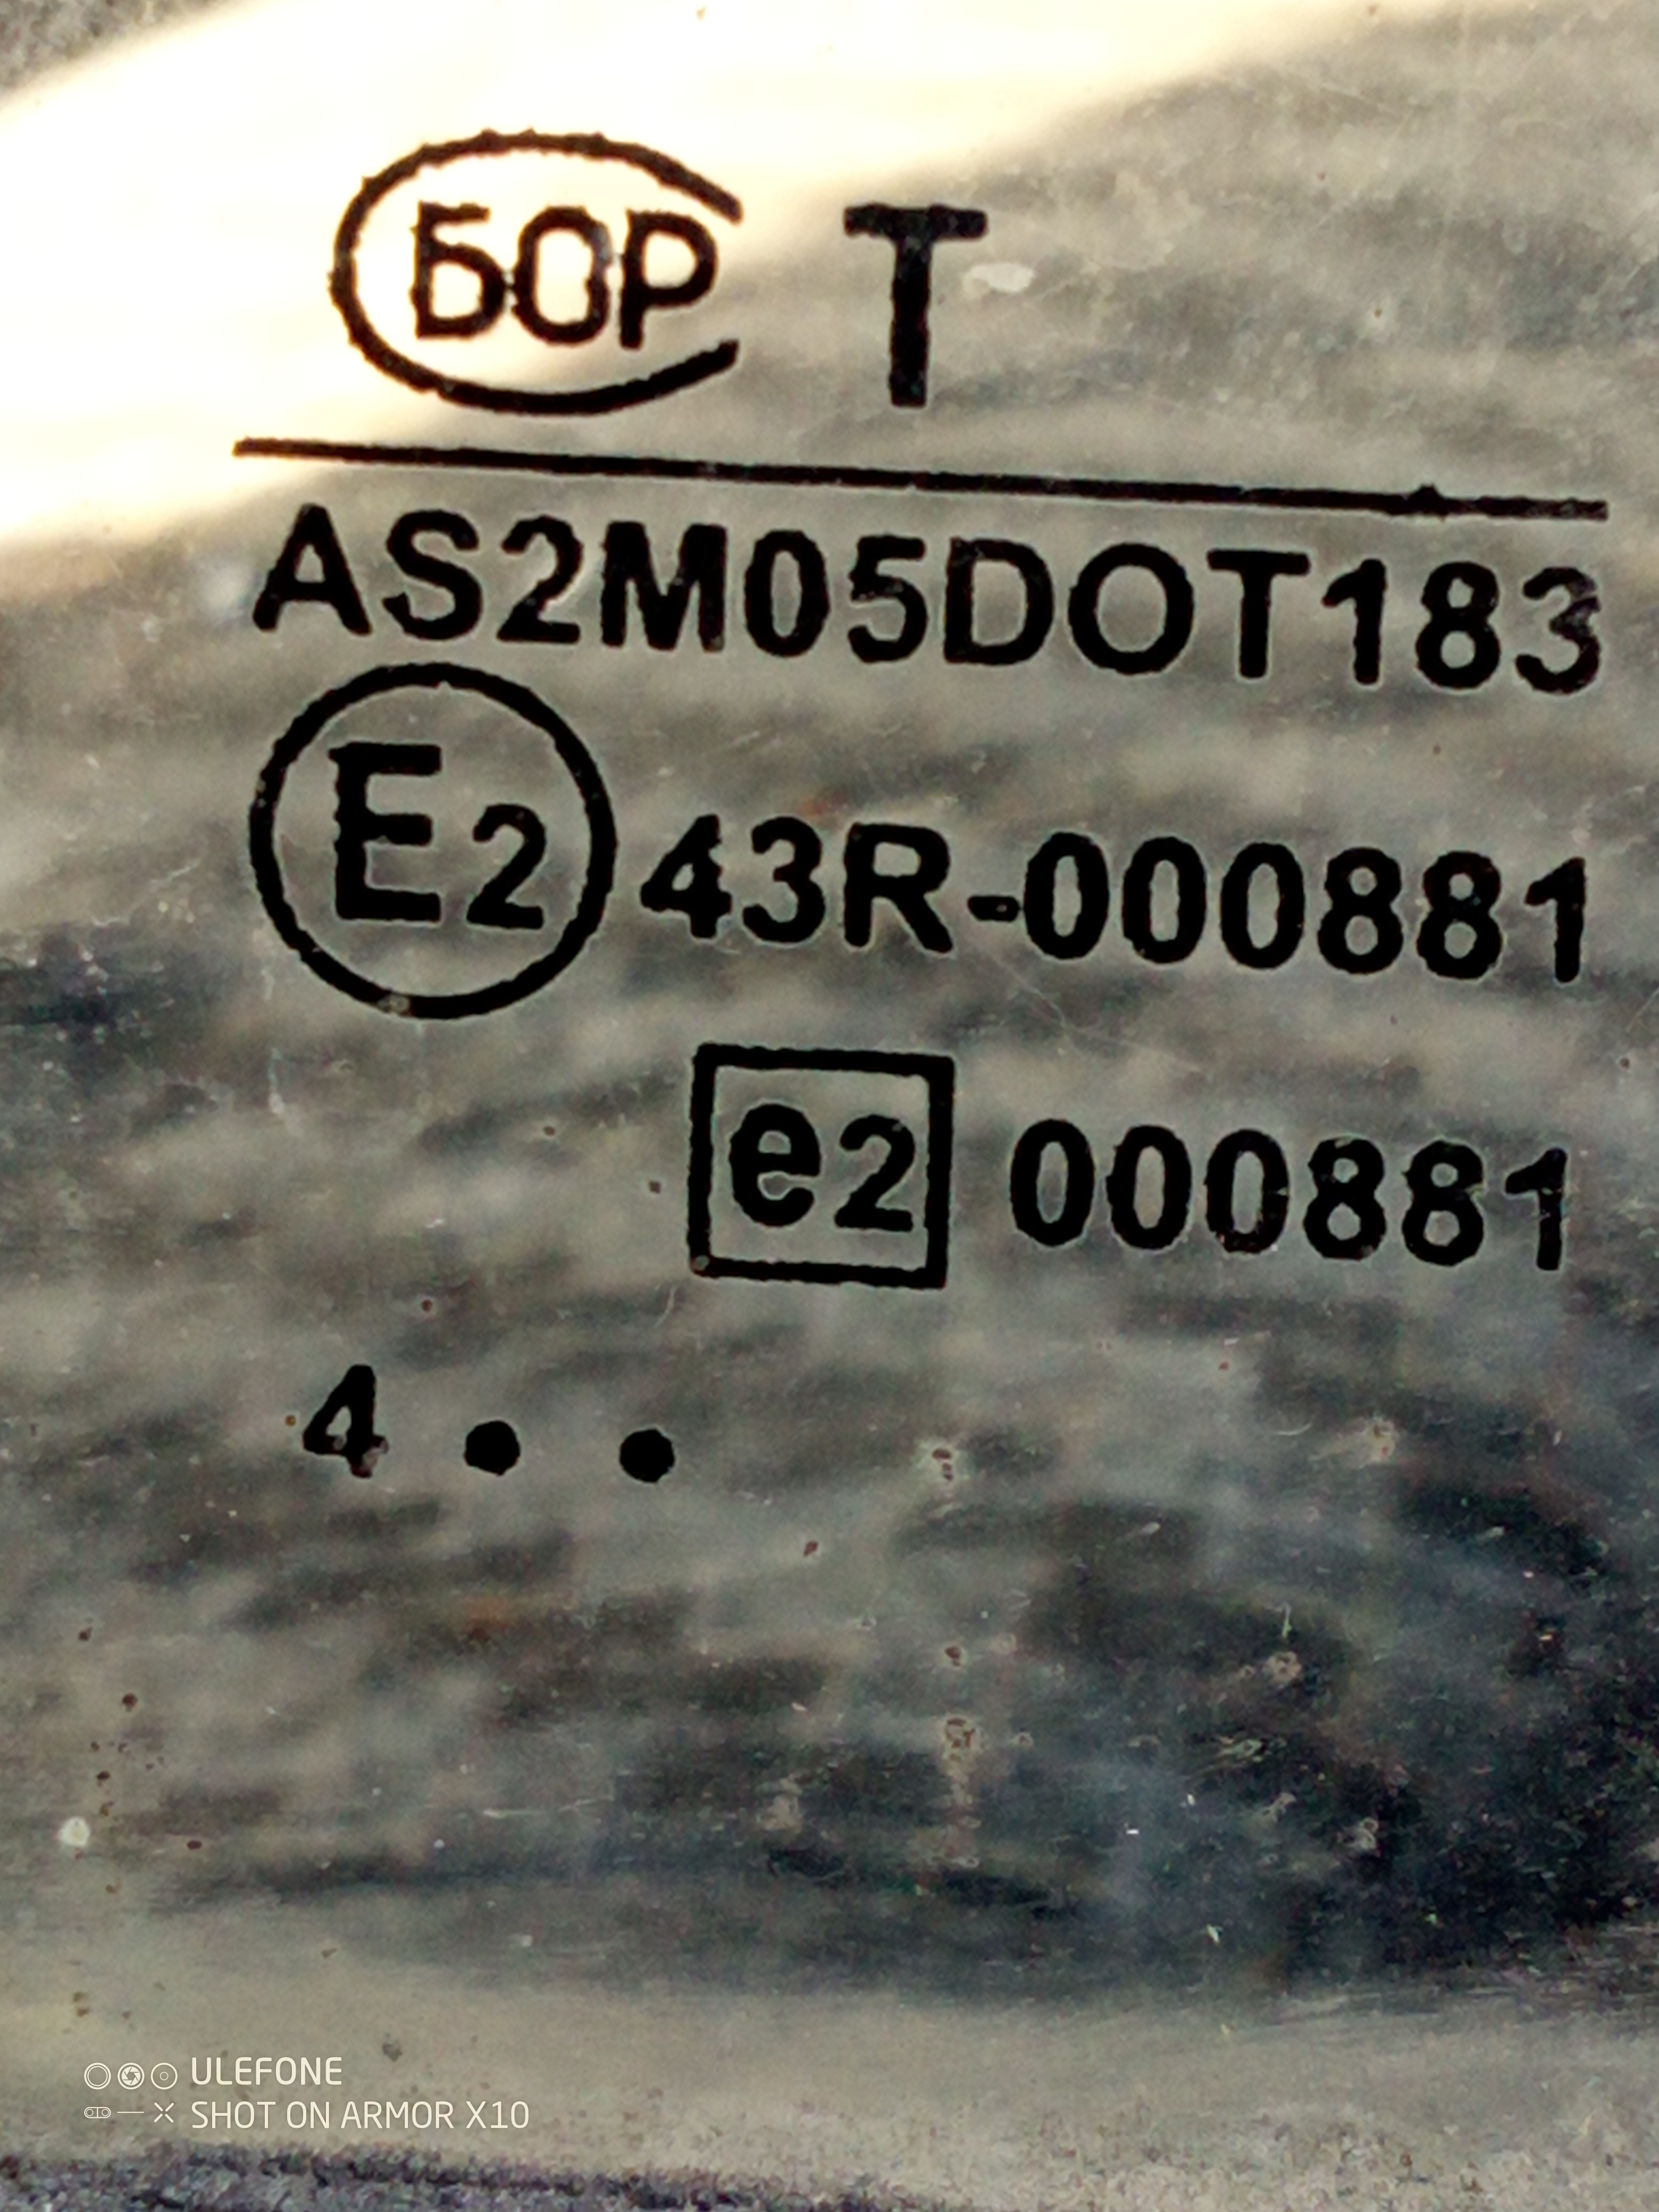 БОР T
AS2M05DOT183
E2 43R-000881
e2 000881
4 • •
ULEFONE
SHOT ON ARMOR X10